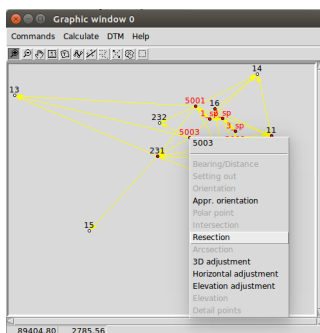 Graphic window 0
Commands Calculate DTM Help
14
13
5001
16
232
1_sp
_sp
3_sp
5003
11
231
15
5003
Bearing/Distance
Setting out
Orientation
Appr. orientation
Polar point
Intersection
Resection
Arcsection
3D adjustment
Horizontal adjustment
Elevation adjustment
Elevation
Detail points
89404.80 2785.56